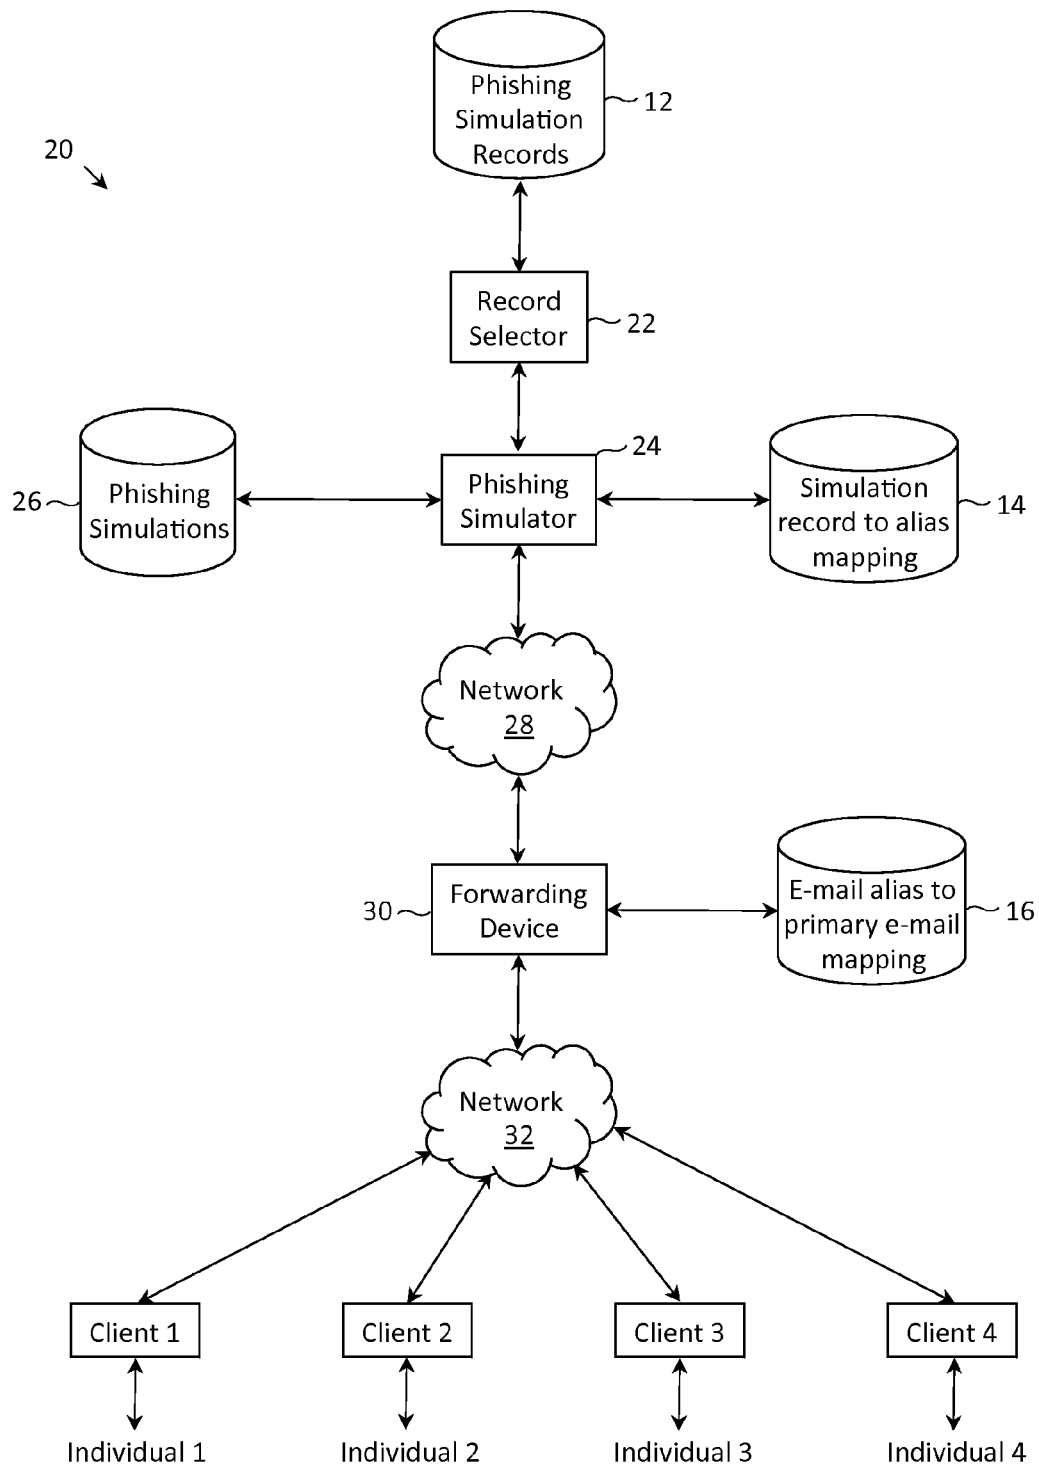 Phishing
Simulation
Records
12
20
Record
Selector
22
24
Phishing
Simulations
26
Phishing
Simulator
Simulation
record to alias
mapping
14
Network
28
30
Forwarding
Device
E-mail alias to
primary e-mail
mapping
16
Network
32
Client 1
Client 2
Client 3
Client 4
Individual 1
Individual 2
Individual 3
Individual 4